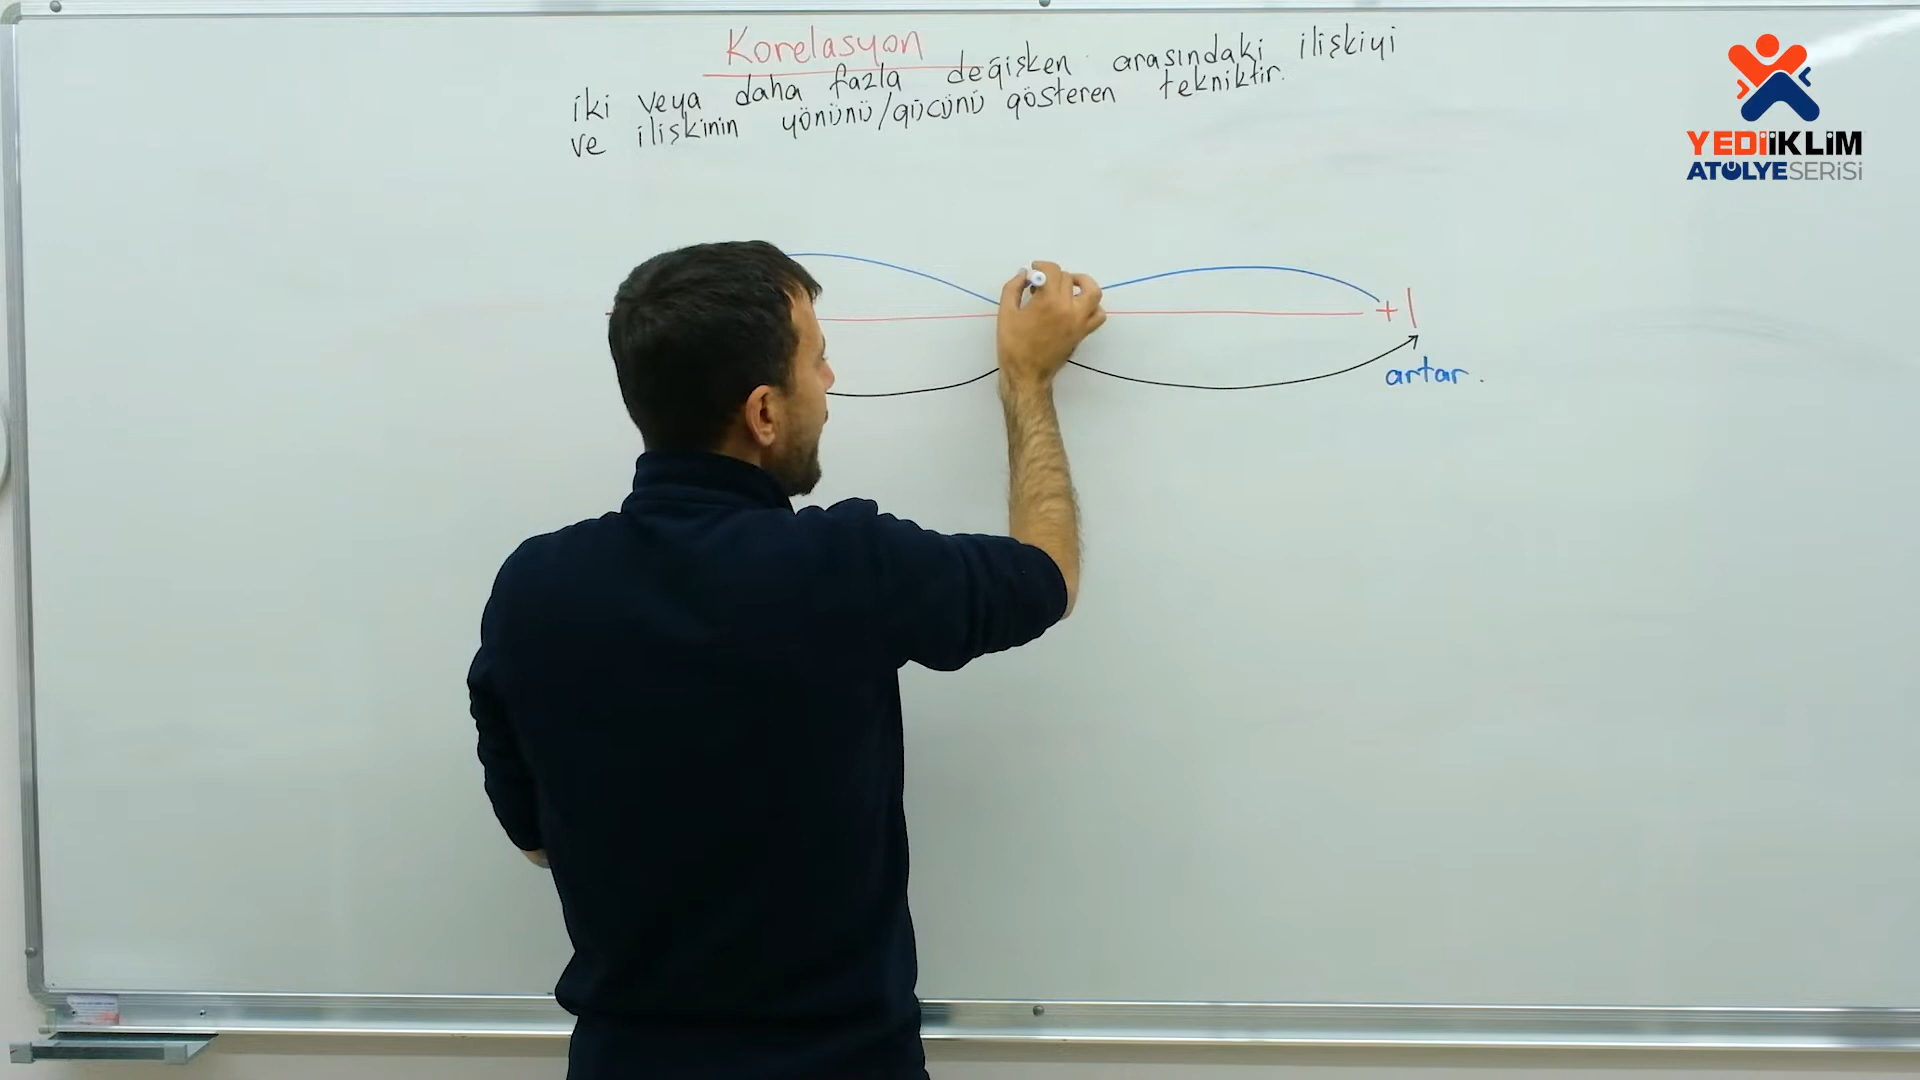 Korelasyon
iki veya daha fazla değişken arasındaki ilişkiyi
ve ilişkinin yönünü/gücünü gösteren tekniktir.
+1
artar.
YEDİİKLİM
ATÖLYESERİSİ